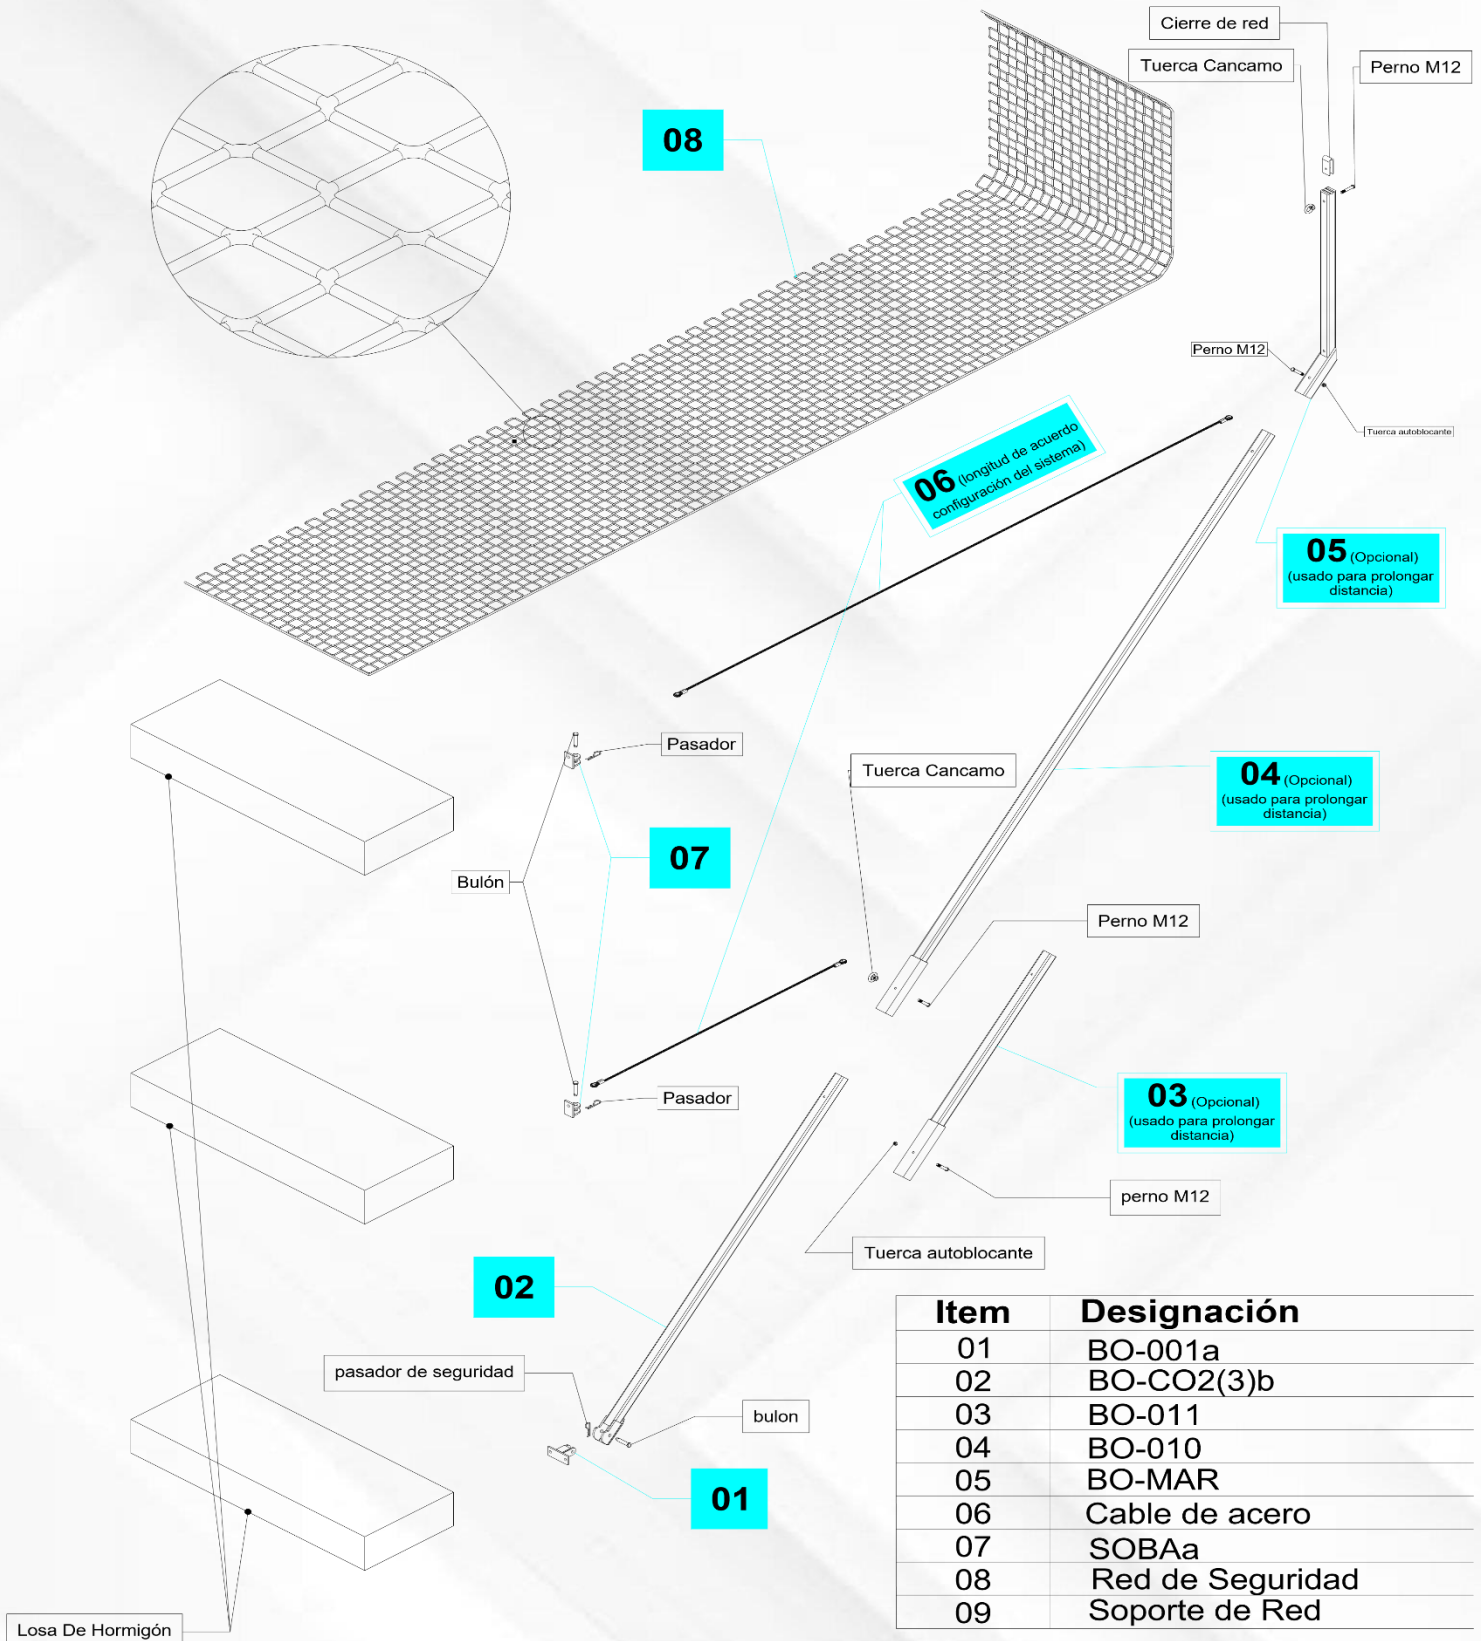 Cierre de red
Tuerca Cancamo
Perno M12
08
Perno M12
Tuerca autoblocante
06 (longitud de acuerdo
configuración del sistema)
05 (Opcional)
(usado para prolongar
distancia)
Pasador
Tuerca Cancamo
04 (Opcional)
(usado para prolongar
distancia)
07
Bulón
Perno M12
Pasador
03 (Opcional)
(usado para prolongar
distancia)
perno M12
Tuerca autoblocante
02
pasador de seguridad
bulon
01
Losa De Hormigón
Item Designación
01 BO-001a
02 BO-CO2(3)b
03 BO-011
04 BO-010
05 BO-MAR
06 Cable de acero
07 SOBAa
08 Red de Seguridad
09 Soporte de Red